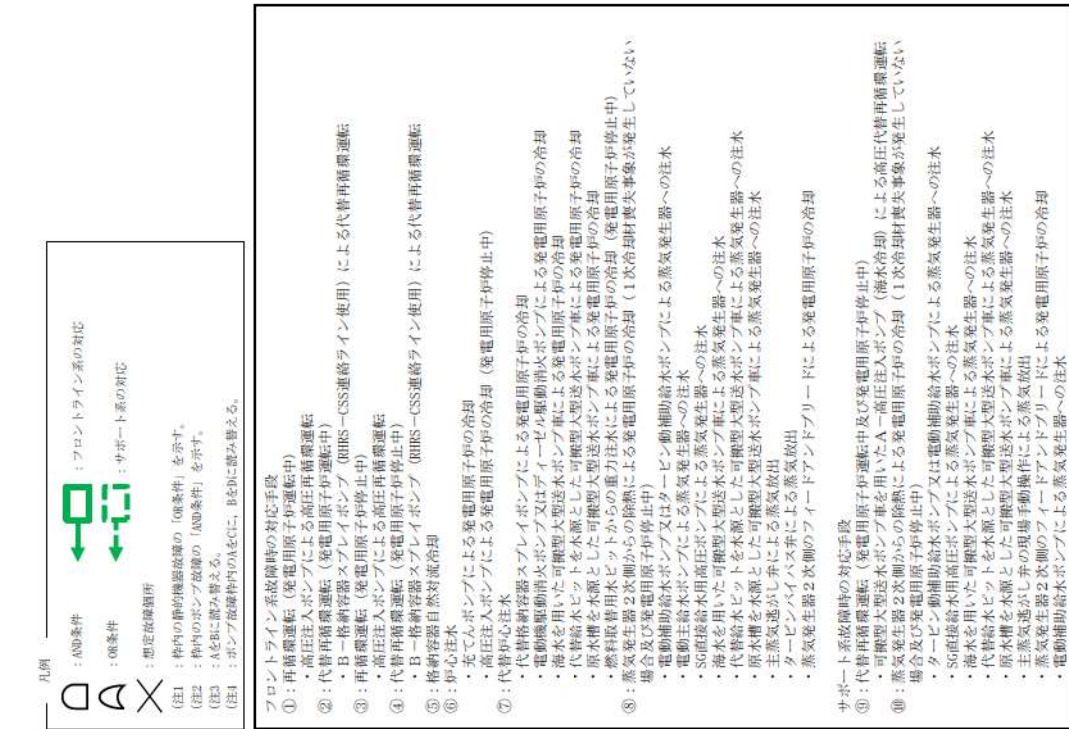 凡例
：AND条件
：OR条件
：想定故障個所
：フロントライン系の対応
：サポート系の対応
(注1 ：枠内の静的機器故障の「OR条件」を示す。
(注2 ：枠内のポンプ故障の「AND条件」を示す。
(注3 ：AをBに読み替える。
(注4 ：ポンプ故障枠内のAをCに，BをDに読み替える。
フロントライン系故障時の対応手段
①：再循環運転（発電用原子炉運転中）
・高圧注入ポンプによる高圧再循環運転
②：代替再循環運転（発電用原子炉運転中）
・B－格納容器スプレイポンプ（RHRS－CSS連絡ライン使用）による代替再循環運転
③：再循環運転（発電用原子炉停止中）
・高圧注入ポンプによる高圧再循環運転
④：代替再循環運転（発電用原子炉停止中）
・B－格納容器スプレイポンプ（RHRS－CSS連絡ライン使用）による代替再循環運転
⑤：格納容器自然対流冷却
⑥：炉心注水
・充てんポンプによる発電用原子炉の冷却
・高圧注入ポンプによる発電用原子炉の冷却（発電用原子炉停止中）
⑦：代替炉心注水
・代替格納容器スプレイポンプによる発電用原子炉の冷却
・電動機駆動消火ポンプ又はディーゼル駆動消火ポンプによる発電用原子炉の冷却
・海水を用いた可搬型大型送水ポンプ車による発電用原子炉の冷却
・代替給水ピットを水源とした可搬型大型送水ポンプ車による発電用原子炉の冷却
・原水槽を水源とした可搬型大型送水ポンプ車による発電用原子炉の冷却
・燃料取替用水ピットからの重力注水による発電用原子炉の冷却（発電用原子炉停止中）
⑧：蒸気発生器２次側からの除熱による発電用原子炉の冷却（１次冷却材喪失事象が発生していない
場合及び発電用原子炉停止中）
・電動補助給水ポンプ又はタービン動補助給水ポンプによる蒸気発生器への注水
・電動主給水ポンプによる蒸気発生器への注水
・SG直接給水用高圧ポンプによる蒸気発生器への注水
・海水を用いた可搬型大型送水ポンプ車による蒸気発生器への注水
・代替給水ピットを水源とした可搬型大型送水ポンプ車による蒸気発生器への注水
・原水槽を水源とした可搬型大型送水ポンプ車による蒸気発生器への注水
・主蒸気逃がし弁による蒸気放出
・タービンバイパス弁による蒸気放出
・蒸気発生器２次側のフィードアンドブリードによる発電用原子炉の冷却
サポート系故障時の対応手段
⑨：代替再循環運転（発電用原子炉運転中及び発電用原子炉停止中）
・可搬型大型送水ポンプ車を用いたA－高圧注入ポンプ（海水冷却）による高圧代替再循環運転
⑩：蒸気発生器２次側からの除熱による発電用原子炉の冷却（１次冷却材喪失事象が発生していない
場合及び発電用原子炉停止中）
・タービン動補助給水ポンプ又は電動補助給水ポンプによる蒸気発生器への注水
・SG直接給水用高圧ポンプによる蒸気発生器への注水
・海水を用いた可搬型大型送水ポンプ車による蒸気発生器への注水
・代替給水ピットを水源とした可搬型大型送水ポンプ車による蒸気発生器への注水
・原水槽を水源とした可搬型大型送水ポンプ車による蒸気発生器への注水
・主蒸気逃がし弁の現場手動操作による蒸気放出
・蒸気発生器２次側のフィードアンドブリードによる発電用原子炉の冷却
・電動補助給水ポンプによる蒸気発生器への注水